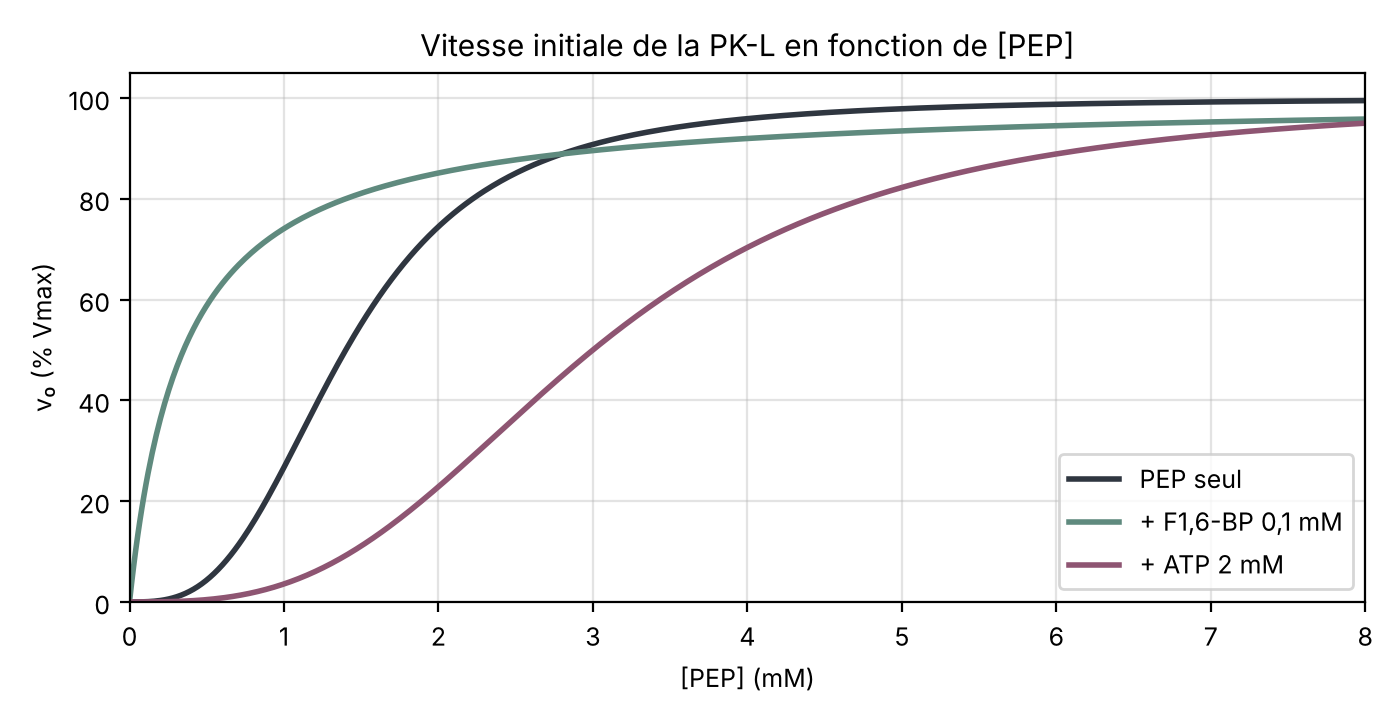 Vitesse initiale de la PK-L en fonction de [PEP]
100
80
60
40
20
0
v₀ (% Vmax)
0 1 2 3 4 5 6 7 8
[PEP] (mM)
PEP seul
+ F1,6-BP 0,1 mM
+ ATP 2 mM